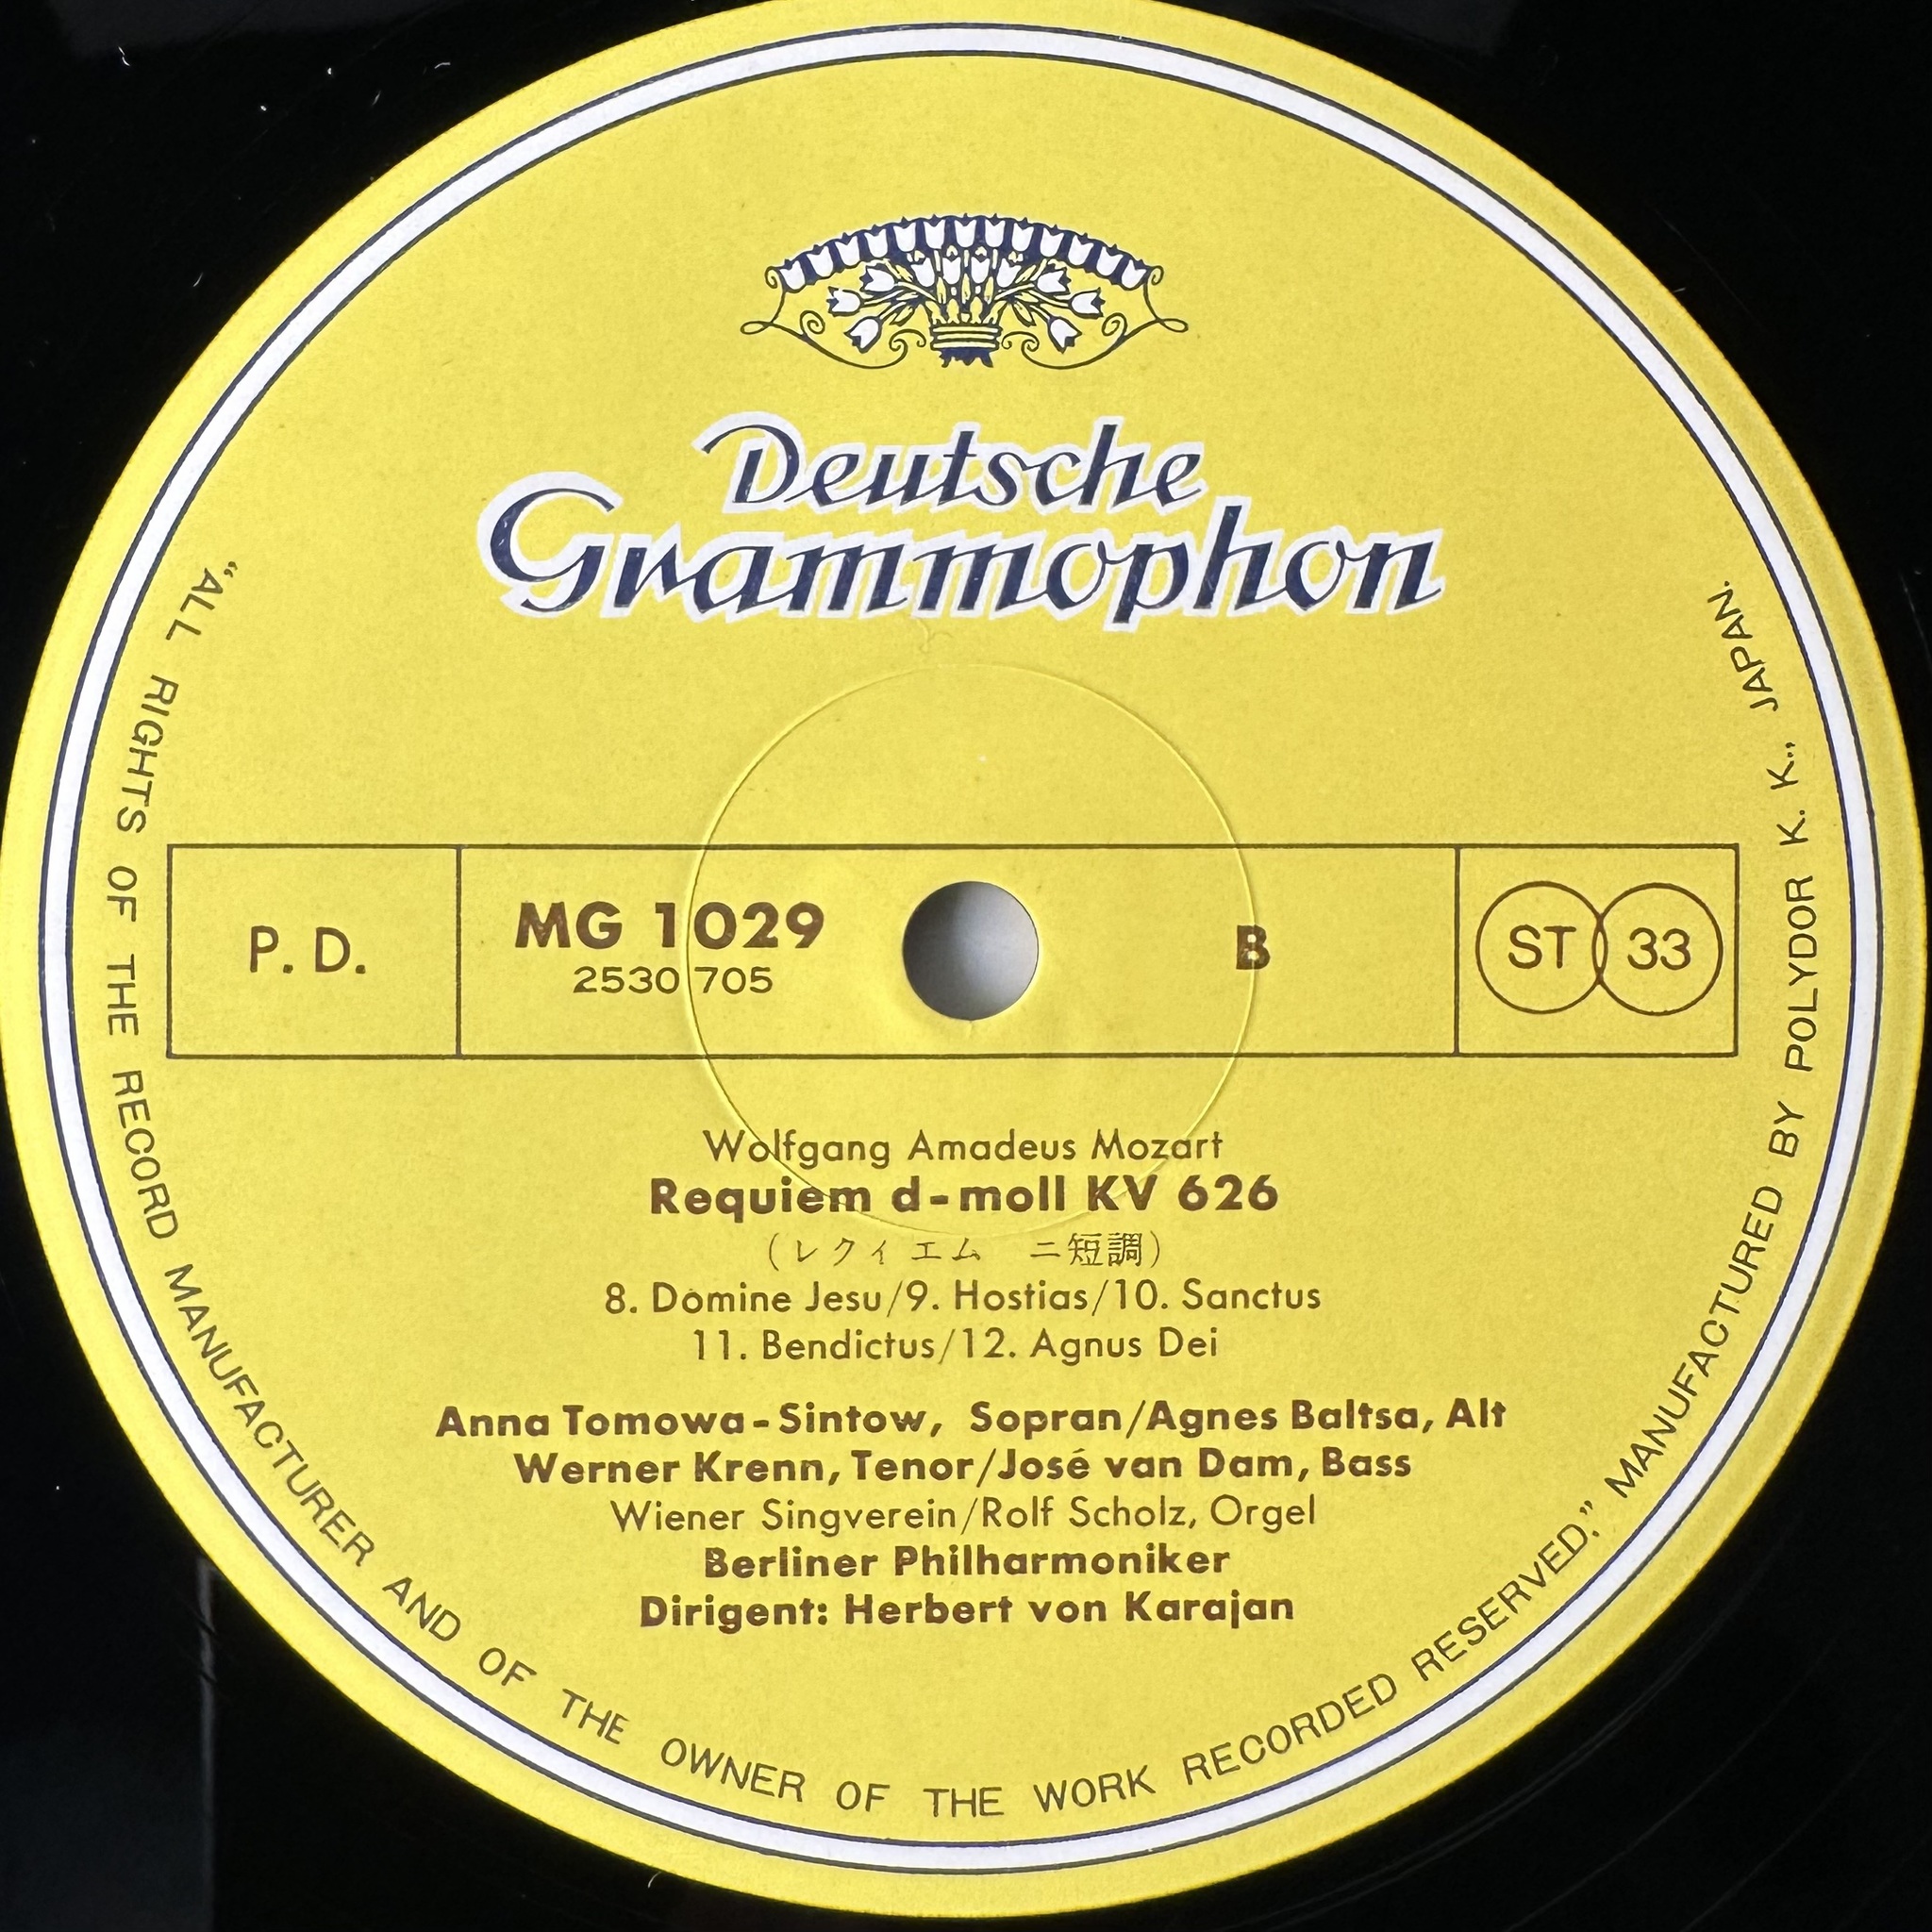 Deutsche
Grammophon
P. D.
MG 1029
2530 705
B
ST 33
Wolfgang Amadeus Mozart
Requiem d-moll KV 626
(レクィエム ニ短調)
8. Domine Jesu/9. Hostias/10. Sanctus
11. Bendictus/12. Agnus Dei
Anna Tomowa-Sintow, Sopran/Agnes Baltsa, Alt
Werner Krenn, Tenor/José van Dam, Bass
Wiener Singverein/Rolf Scholz, Orgel
Berliner Philharmoniker
Dirigent: Herbert von Karajan
“ALL RIGHTS OF THE RECORD MANUFACTURER AND OF THE OWNER OF THE WORK RECORDED RESERVED.” MANUFACTURED BY POLYDOR K. K., JAPAN.